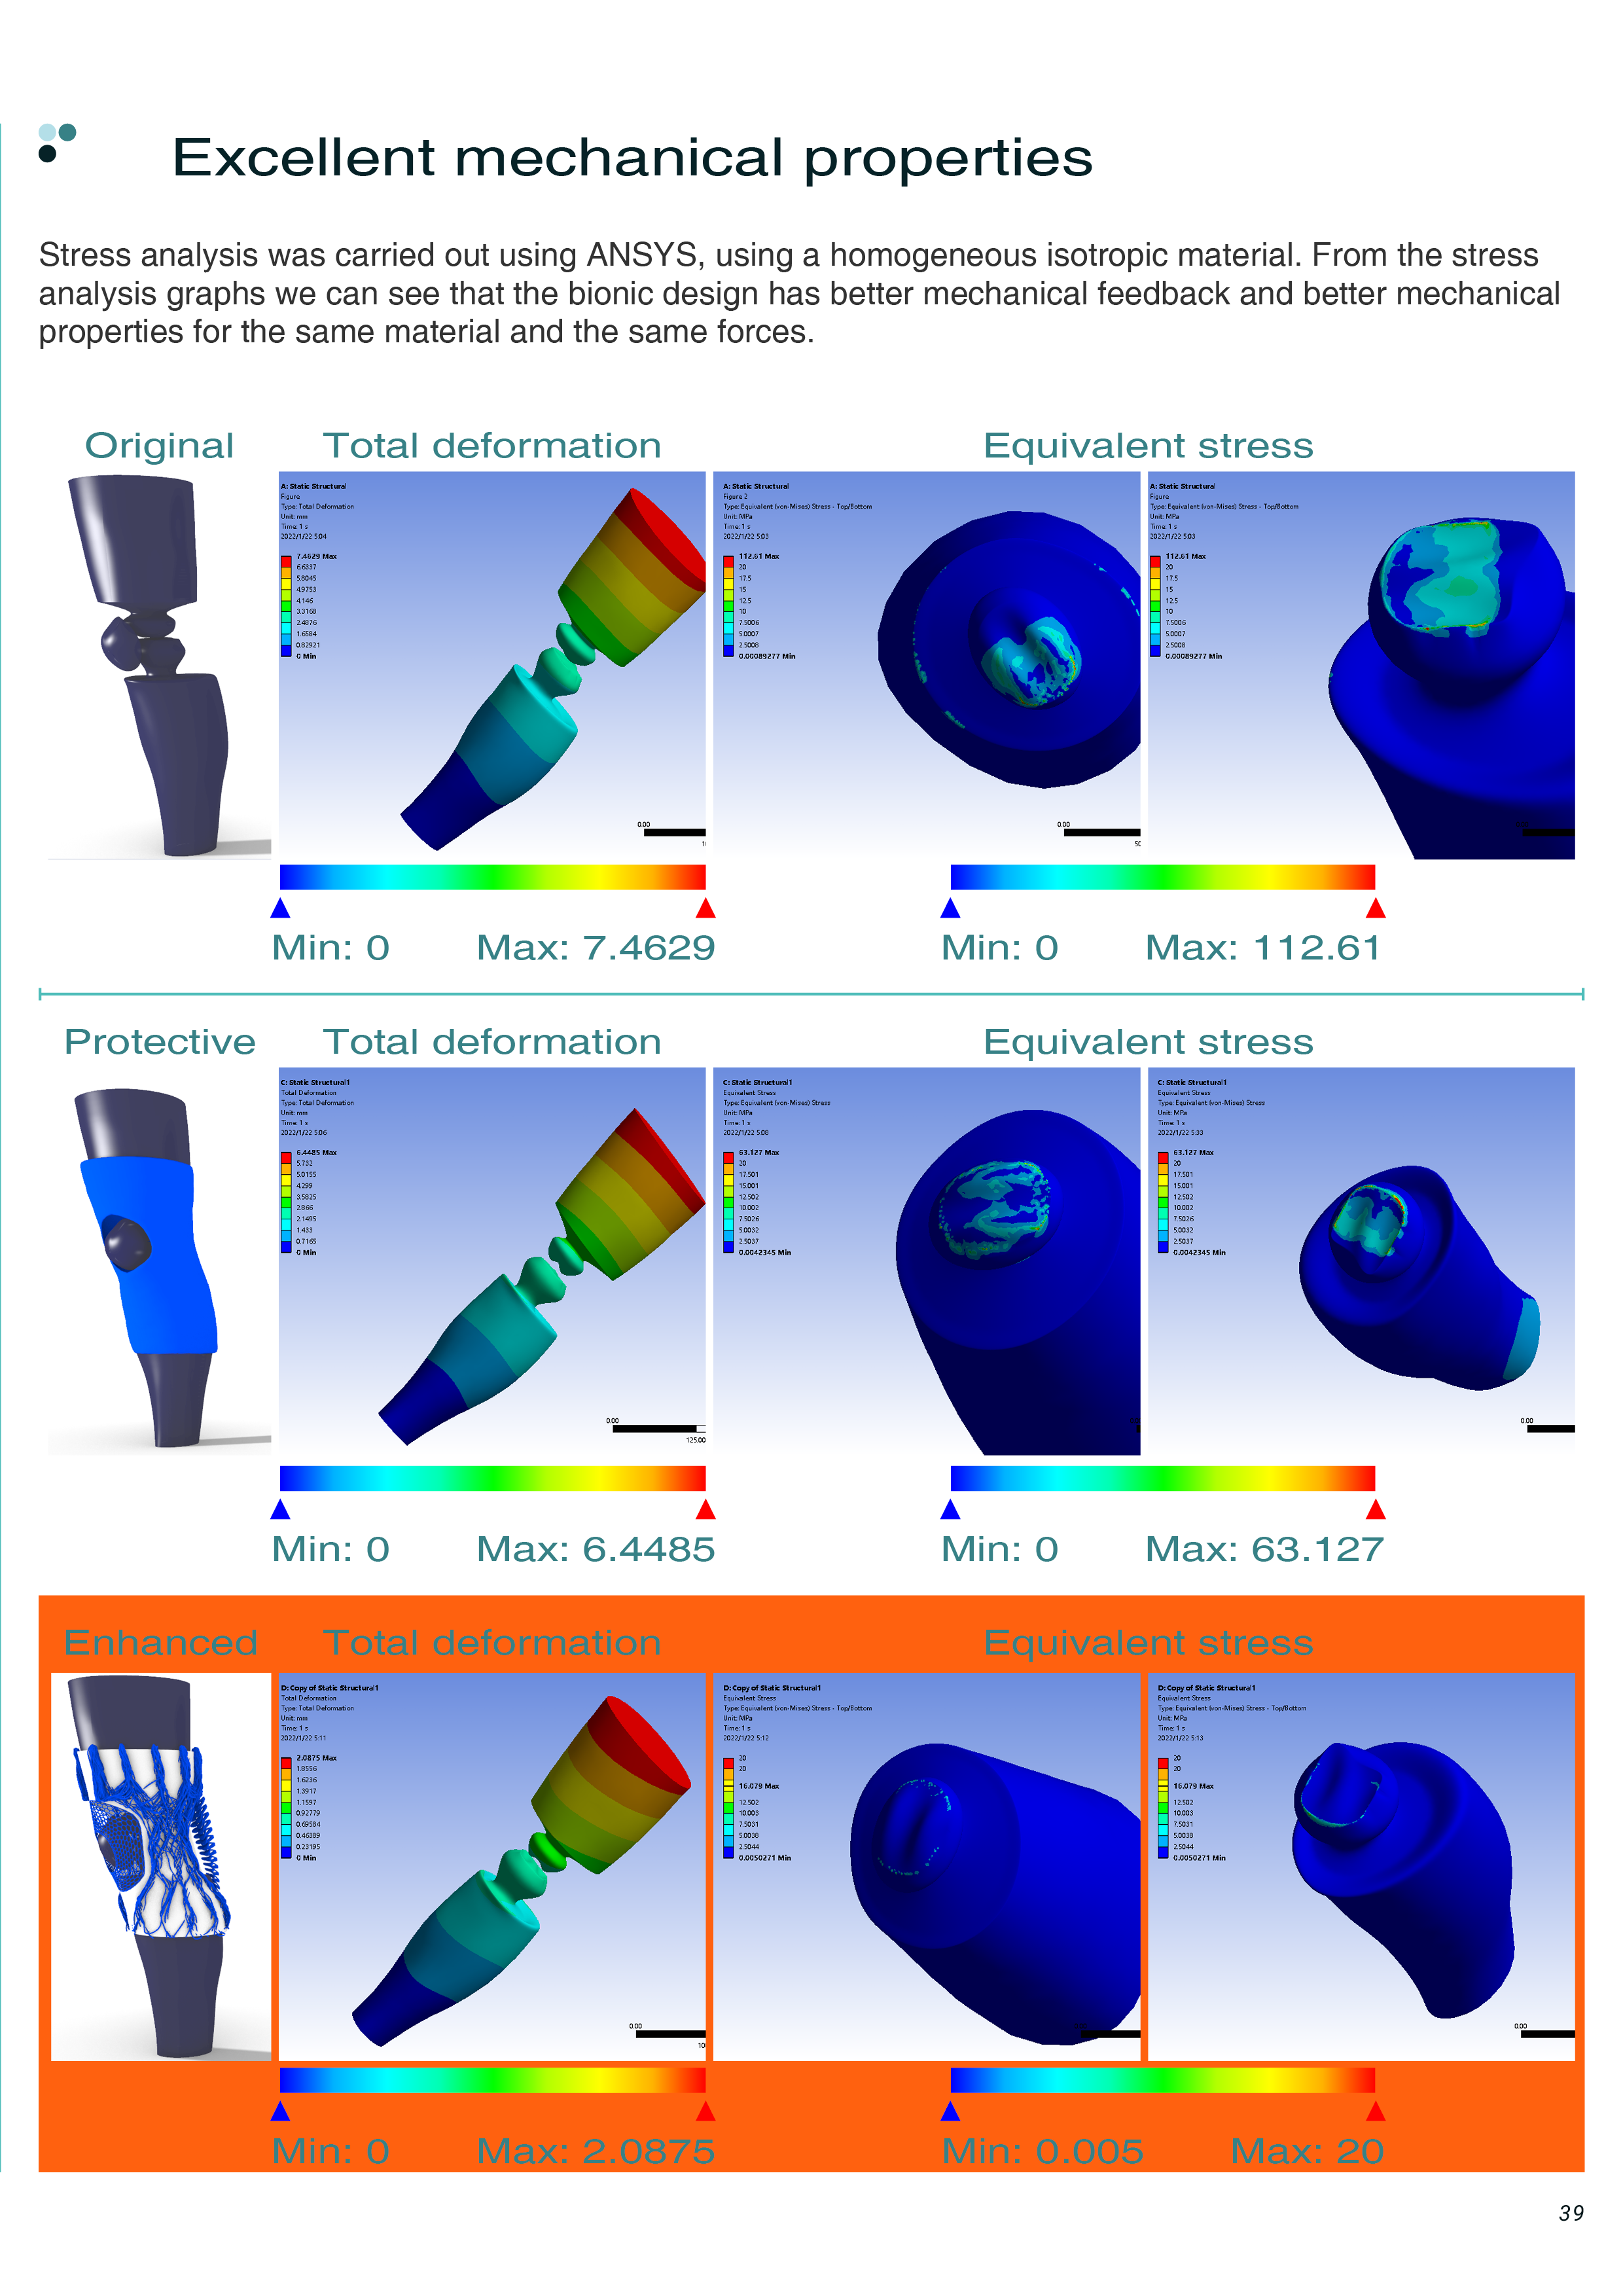 Excellent mechanical properties
Stress analysis was carried out using ANSYS, using a homogeneous isotropic material. From the stress
analysis graphs we can see that the bionic design has better mechanical feedback and better mechanical
properties for the same material and the same forces.
Original
Total deformation
Equivalent stress
A: Static Structural
Figure
Type: Total Deformation
Unit: mm
Time: 1 s
2022/1/22 5:04
7.4629 Max
6.6337
5.8045
4.9753
4.146
3.3168
2.4876
1.6584
0.82921
0 Min
0.00
A: Static Structural
Figure 2
Type: Equivalent (von-Mises) Stress - Top/Bottom
Unit: MPa
Time: 1 s
2022/1/22 5:03
112.61 Max
20
17.5
15
12.5
10
7.5006
5.0007
2.5008
0.00089277 Min
0.00
A: Static Structural
Figure
Type: Equivalent (von-Mises) Stress - Top/Bottom
Unit: MPa
Time: 1 s
2022/1/22 5:03
112.61 Max
20
17.5
15
12.5
10
7.5006
5.0007
2.5008
0.00089277 Min
Min: 0
Max: 7.4629
Min: 0
Max: 112.61
Protective
Total deformation
Equivalent stress
C: Static Structural1
Total Deformation
Type: Total Deformation
Unit: mm
Time: 1 s
2022/1/22 5:06
6.4485 Max
5.732
5.0155
4.299
3.5825
2.866
2.1495
1.433
0.7165
0 Min
0.00
125.00
C: Static Structural1
Equivalent Stress
Type: Equivalent (von-Mises) Stress
Unit: MPa
Time: 1 s
2022/1/22 5:08
63.127 Max
20
17.501
15.001
12.502
10.002
7.5026
5.0032
2.5037
0.0042345 Min
C: Static Structural1
Equivalent Stress
Type: Equivalent (von-Mises) Stress
Unit: MPa
Time: 1 s
2022/1/22 5:33
63.127 Max
20
17.501
15.001
12.502
10.002
7.5026
5.0032
2.5037
0.0042345 Min
0.00
Min: 0
Max: 6.4485
Min: 0
Max: 63.127
Enhanced
Total deformation
Equivalent stress
D: Copy of Static Structural1
Total Deformation
Type: Total Deformation
Unit: mm
Time: 1 s
2022/1/22 5:11
2.0875 Max
1.8556
1.6236
1.3917
1.1597
0.92779
0.69584
0.46389
0.23195
0 Min
0.00
D: Copy of Static Structural1
Equivalent Stress
Type: Equivalent (von-Mises) Stress - Top/Bottom
Unit: MPa
Time: 1 s
2022/1/22 5:12
20
20
16.079 Max
12.502
10.003
7.5031
5.0038
2.5044
0.0050271 Min
D: Copy of Static Structural1
Equivalent Stress
Type: Equivalent (von-Mises) Stress - Top/Bottom
Unit: MPa
Time: 1 s
2022/1/22 5:13
20
20
16.079 Max
12.502
10.003
7.5031
5.0038
2.5044
0.0050271 Min
0.00
Min: 0
Max: 2.0875
Min: 0.005
Max: 20
39